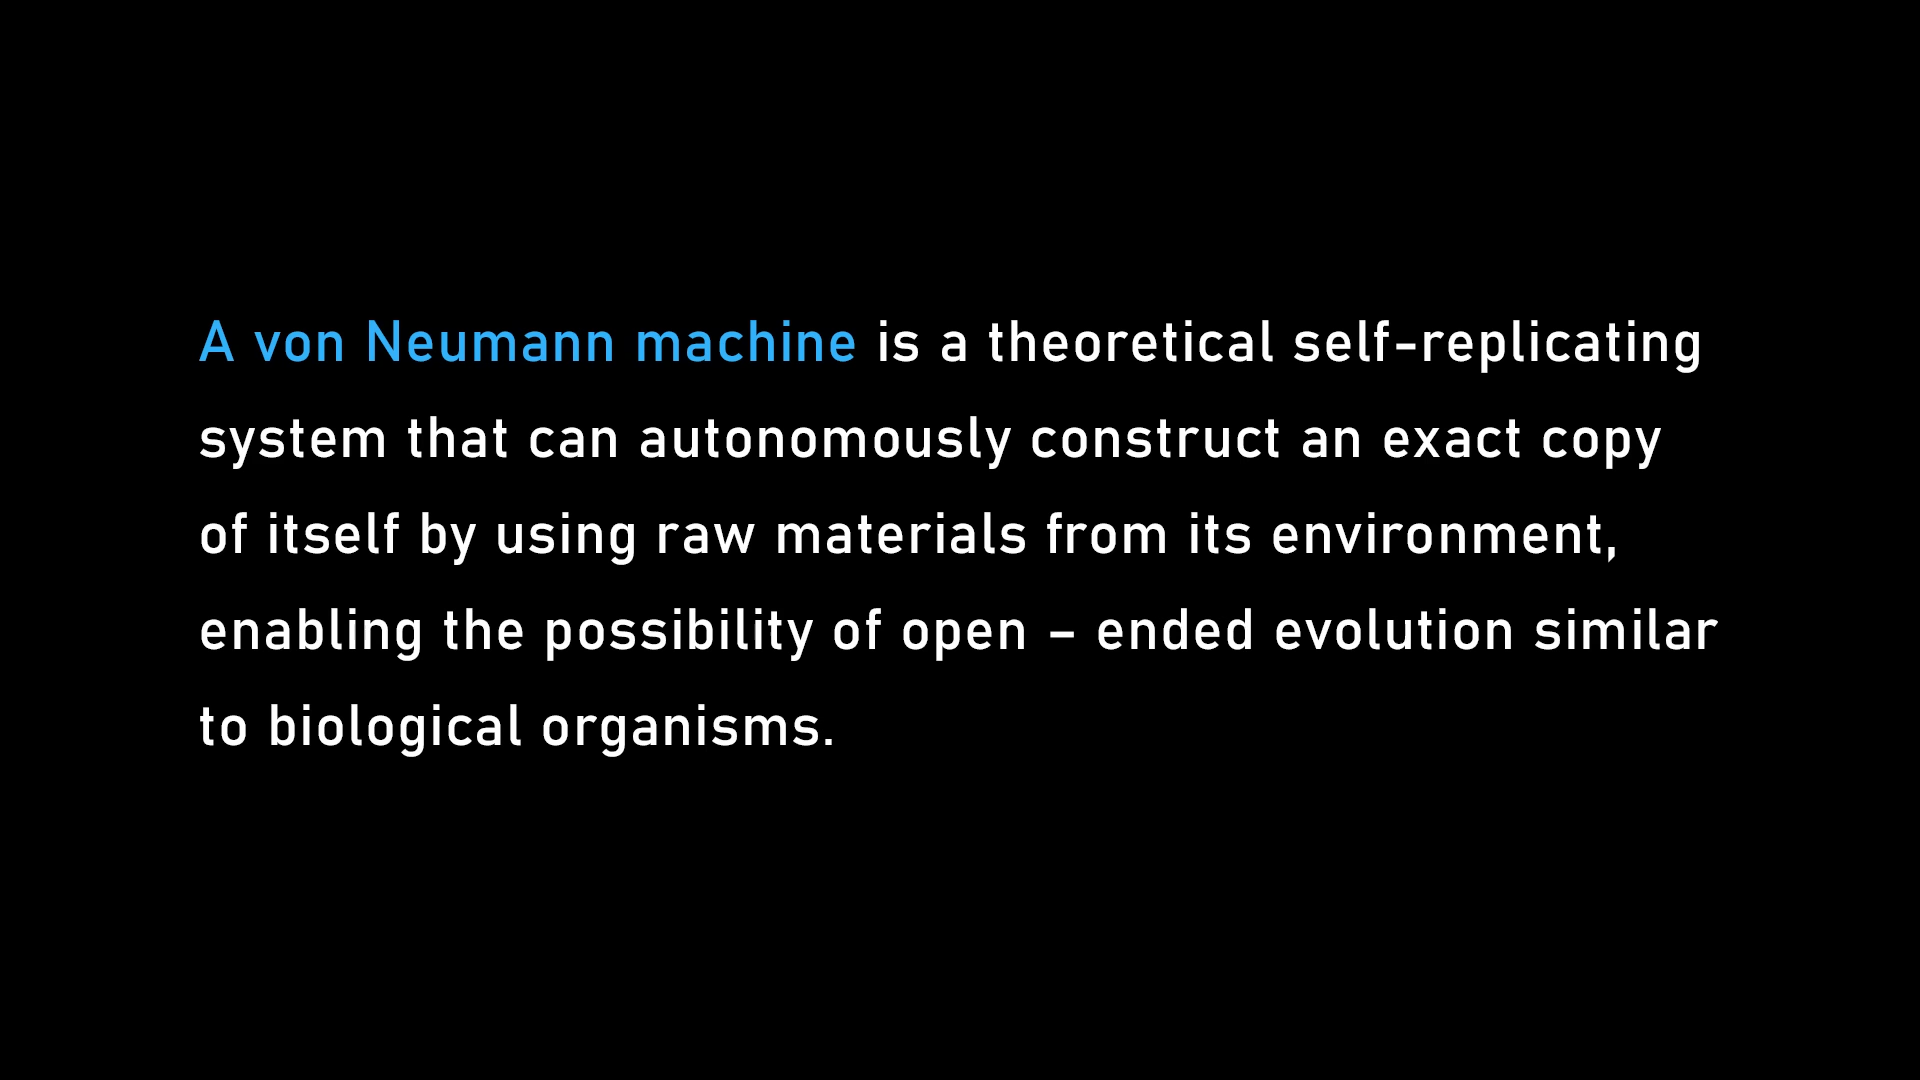 A von Neumann machine is a theoretical self-replicating
system that can autonomously construct an exact copy
of itself by using raw materials from its environment,
enabling the possibility of open – ended evolution similar
to biological organisms.